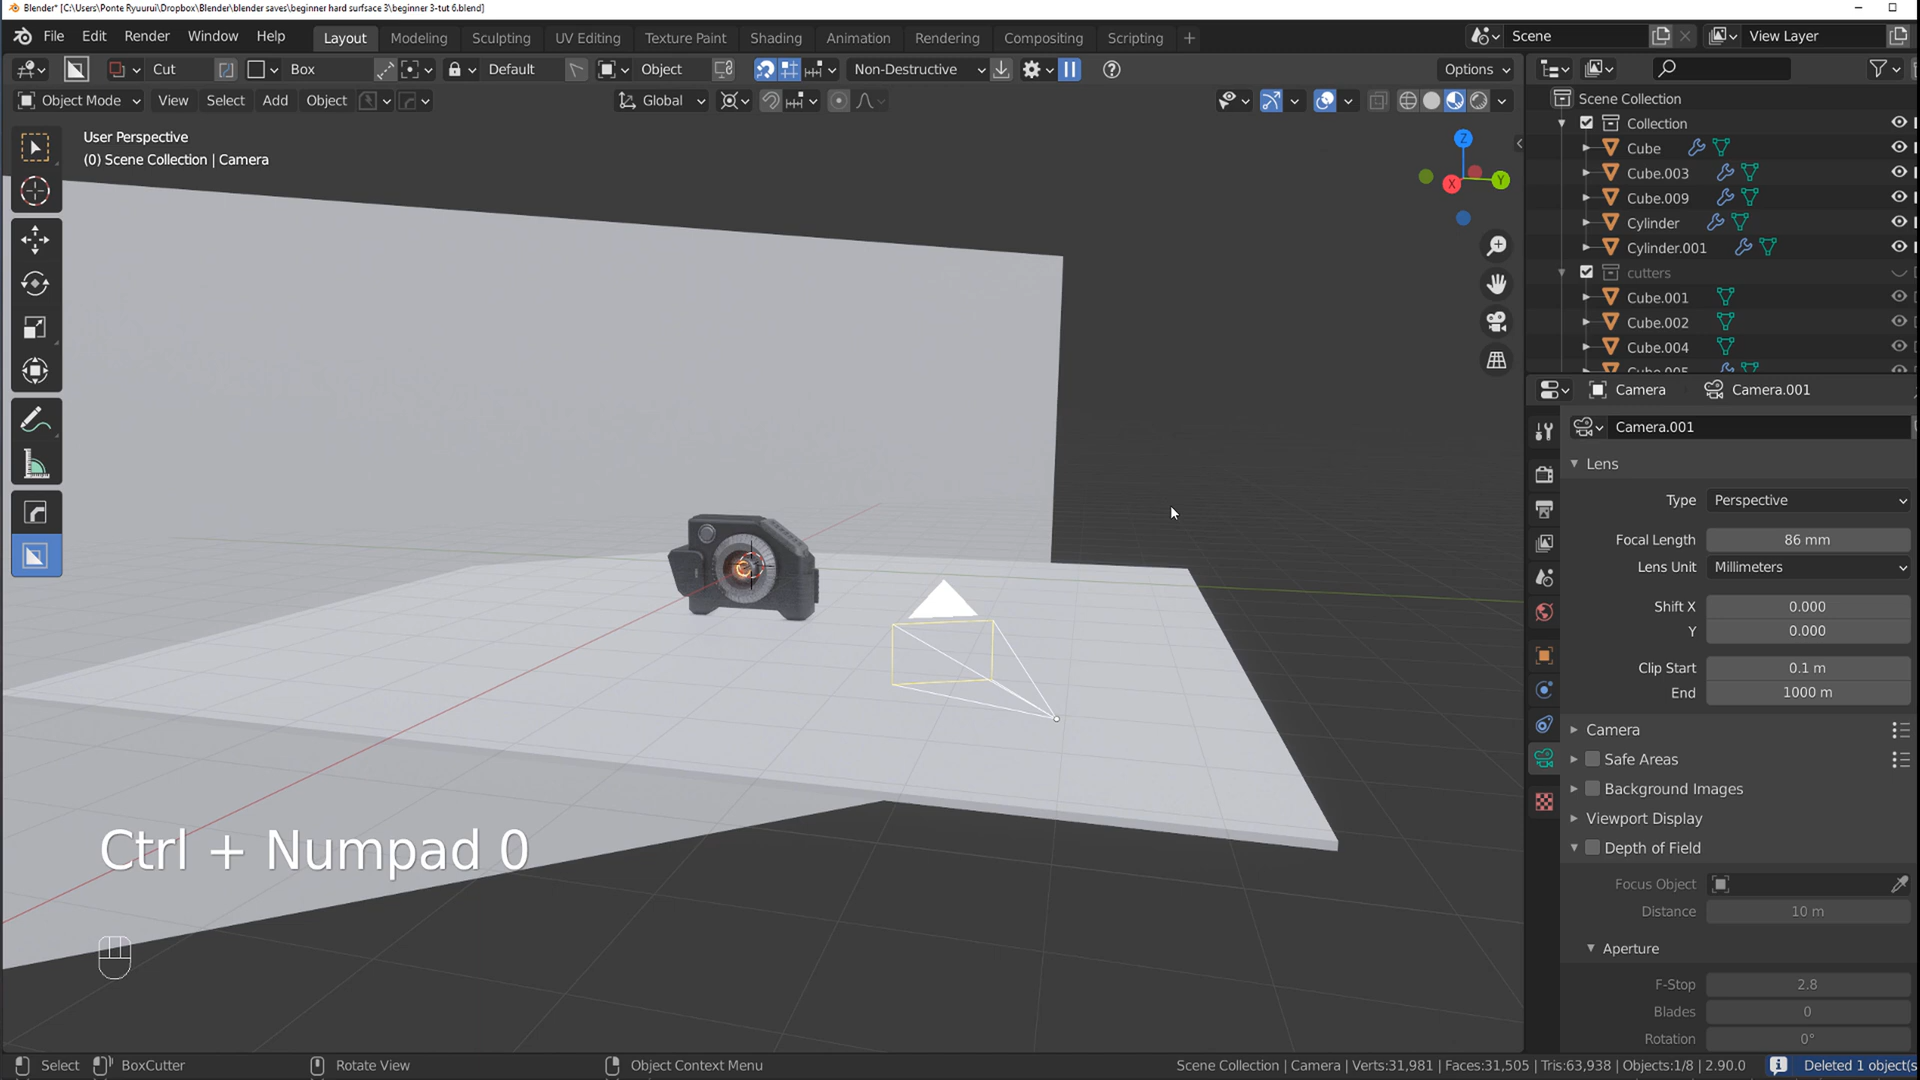 Blender* [C:\Users\Ponte Ryuurui\Dropbox\Blender\blender saves\beginner hard surfsace 3\beginner 3-tut 6.blend]
File Edit Render Window Help
Layout Modeling Sculpting UV Editing Texture Paint Shading Animation Rendering Compositing Scripting +
Scene View Layer
Cut Box Default Object Non-Destructive Options
Object Mode View Select Add Object Global
User Perspective
(0) Scene Collection | Camera
Z
X
Y
Scene Collection
Collection
Cube
Cube.003
Cube.009
Cylinder
Cylinder.001
cutters
Cube.001
Cube.002
Cube.004
Cube.005
Camera Camera.001
Camera.001
Lens
Type Perspective
Focal Length 86 mm
Lens Unit Millimeters
Shift X 0.000
Y 0.000
Clip Start 0.1 m
End 1000 m
Camera
Safe Areas
Background Images
Viewport Display
Depth of Field
Focus Object
Distance 10 m
Aperture
F-Stop 2.8
Blades 0
Rotation 0°
Ctrl + Numpad 0
Select BoxCutter Rotate View Object Context Menu
Scene Collection | Camera | Verts:31,981 | Faces:31,505 | Tris:63,938 | Objects:1/8 | 2.90.0
Deleted 1 object(s